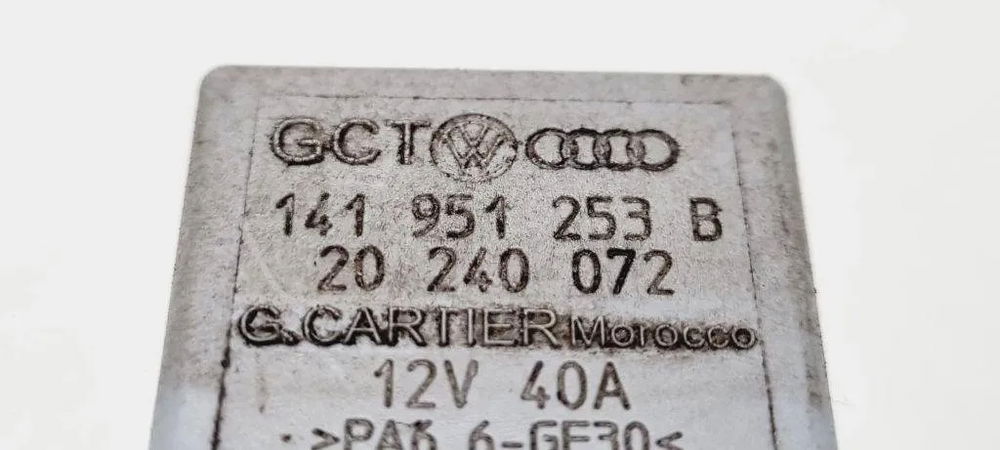 GCT
141 951 253 B
20 240 072
G.CARTIER Morocco
12V 40A
>PA6.6-GF30<